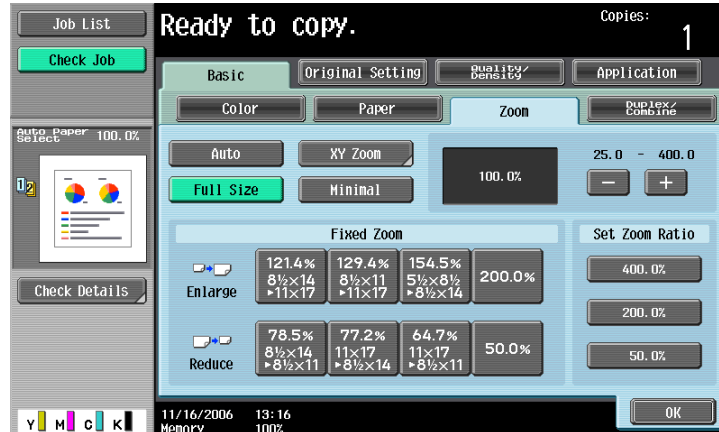 Job List
Check Job
Auto Paper
Select 100.0%
1 2
Check Details
Y M C K
Ready to copy.
Copies:
1
Basic
Original Setting
Quality/
Density
Application
Color
Paper
Zoom
Duplex/
Combine
Auto
XY Zoom
Full Size
Minimal
100.0%
25.0 - 400.0
− +
Fixed Zoom
Set Zoom Ratio
Enlarge
121.4%
8½×14
▸11×17
129.4%
8½×11
▸11×17
154.5%
5½×8½
▸8½×14
200.0%
Reduce
78.5%
8½×14
▸8½×11
77.2%
11×17
▸8½×14
64.7%
11×17
▸8½×11
50.0%
400.0%
200.0%
50.0%
11/16/2006 13:16
Memory 100%
OK